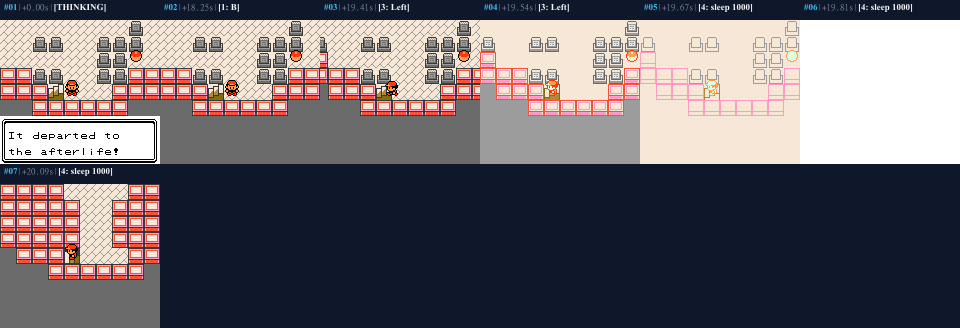 #01 | +0.00s | [THINKING]
#02 | +18.25s | [1: B]
#03 | +19.41s | [3: Left]
#04 | +19.54s | [3: Left]
#05 | +19.67s | [4: sleep 1000]
#06 | +19.81s | [4: sleep 1000]
It departed to
the afterlife!
#07 | +20.09s | [4: sleep 1000]